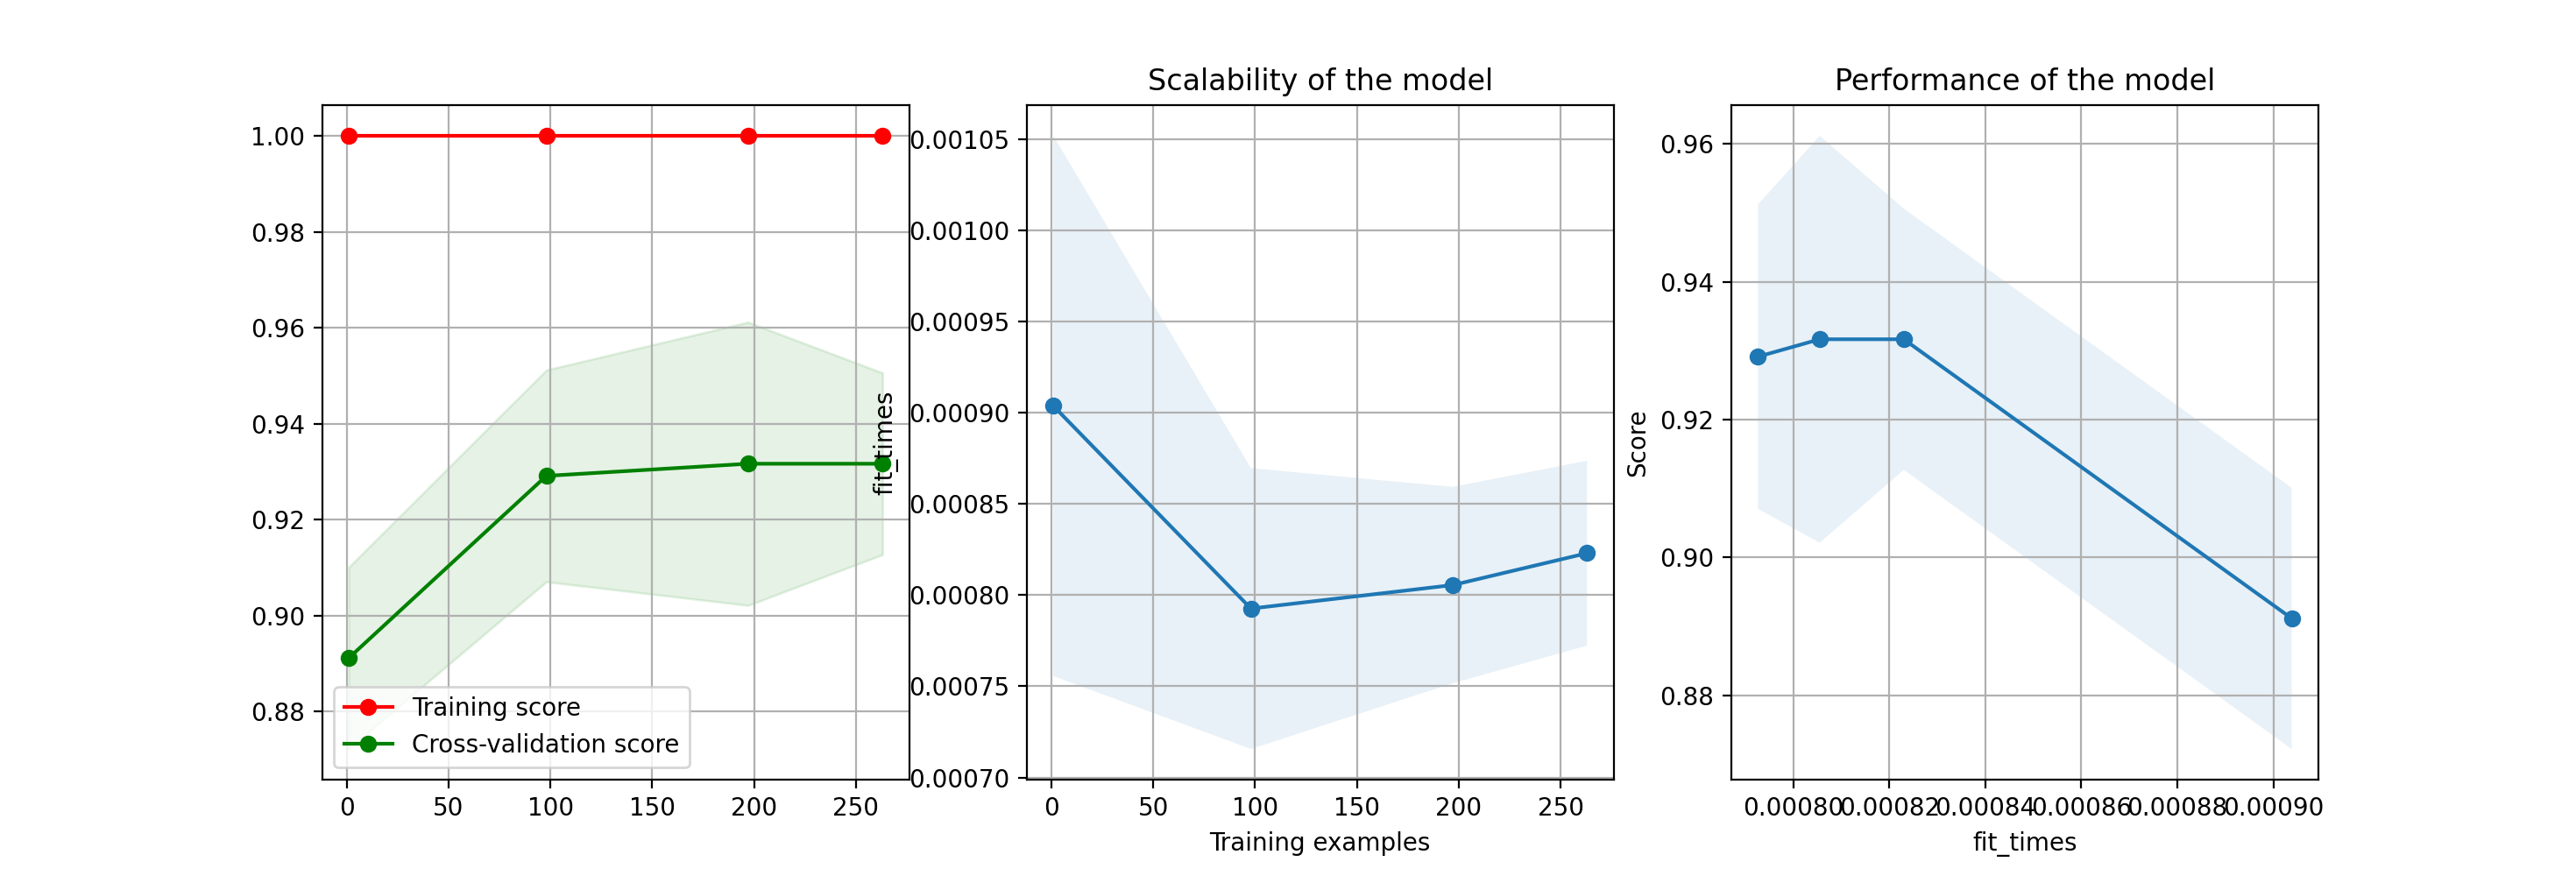 1.00
0.98
0.96
0.94
0.92
0.90
0.88
Training score
Cross-validation score
0 50 100 150 200 250
Scalability of the model
fit_times
0.00105
0.00100
0.00095
0.00090
0.00085
0.00080
0.00075
0.00070
0 50 100 150 200 250
Training examples
Performance of the model
Score
0.96
0.94
0.92
0.90
0.88
0.00080 0.00082 0.00084 0.00086 0.00088 0.00090
fit_times